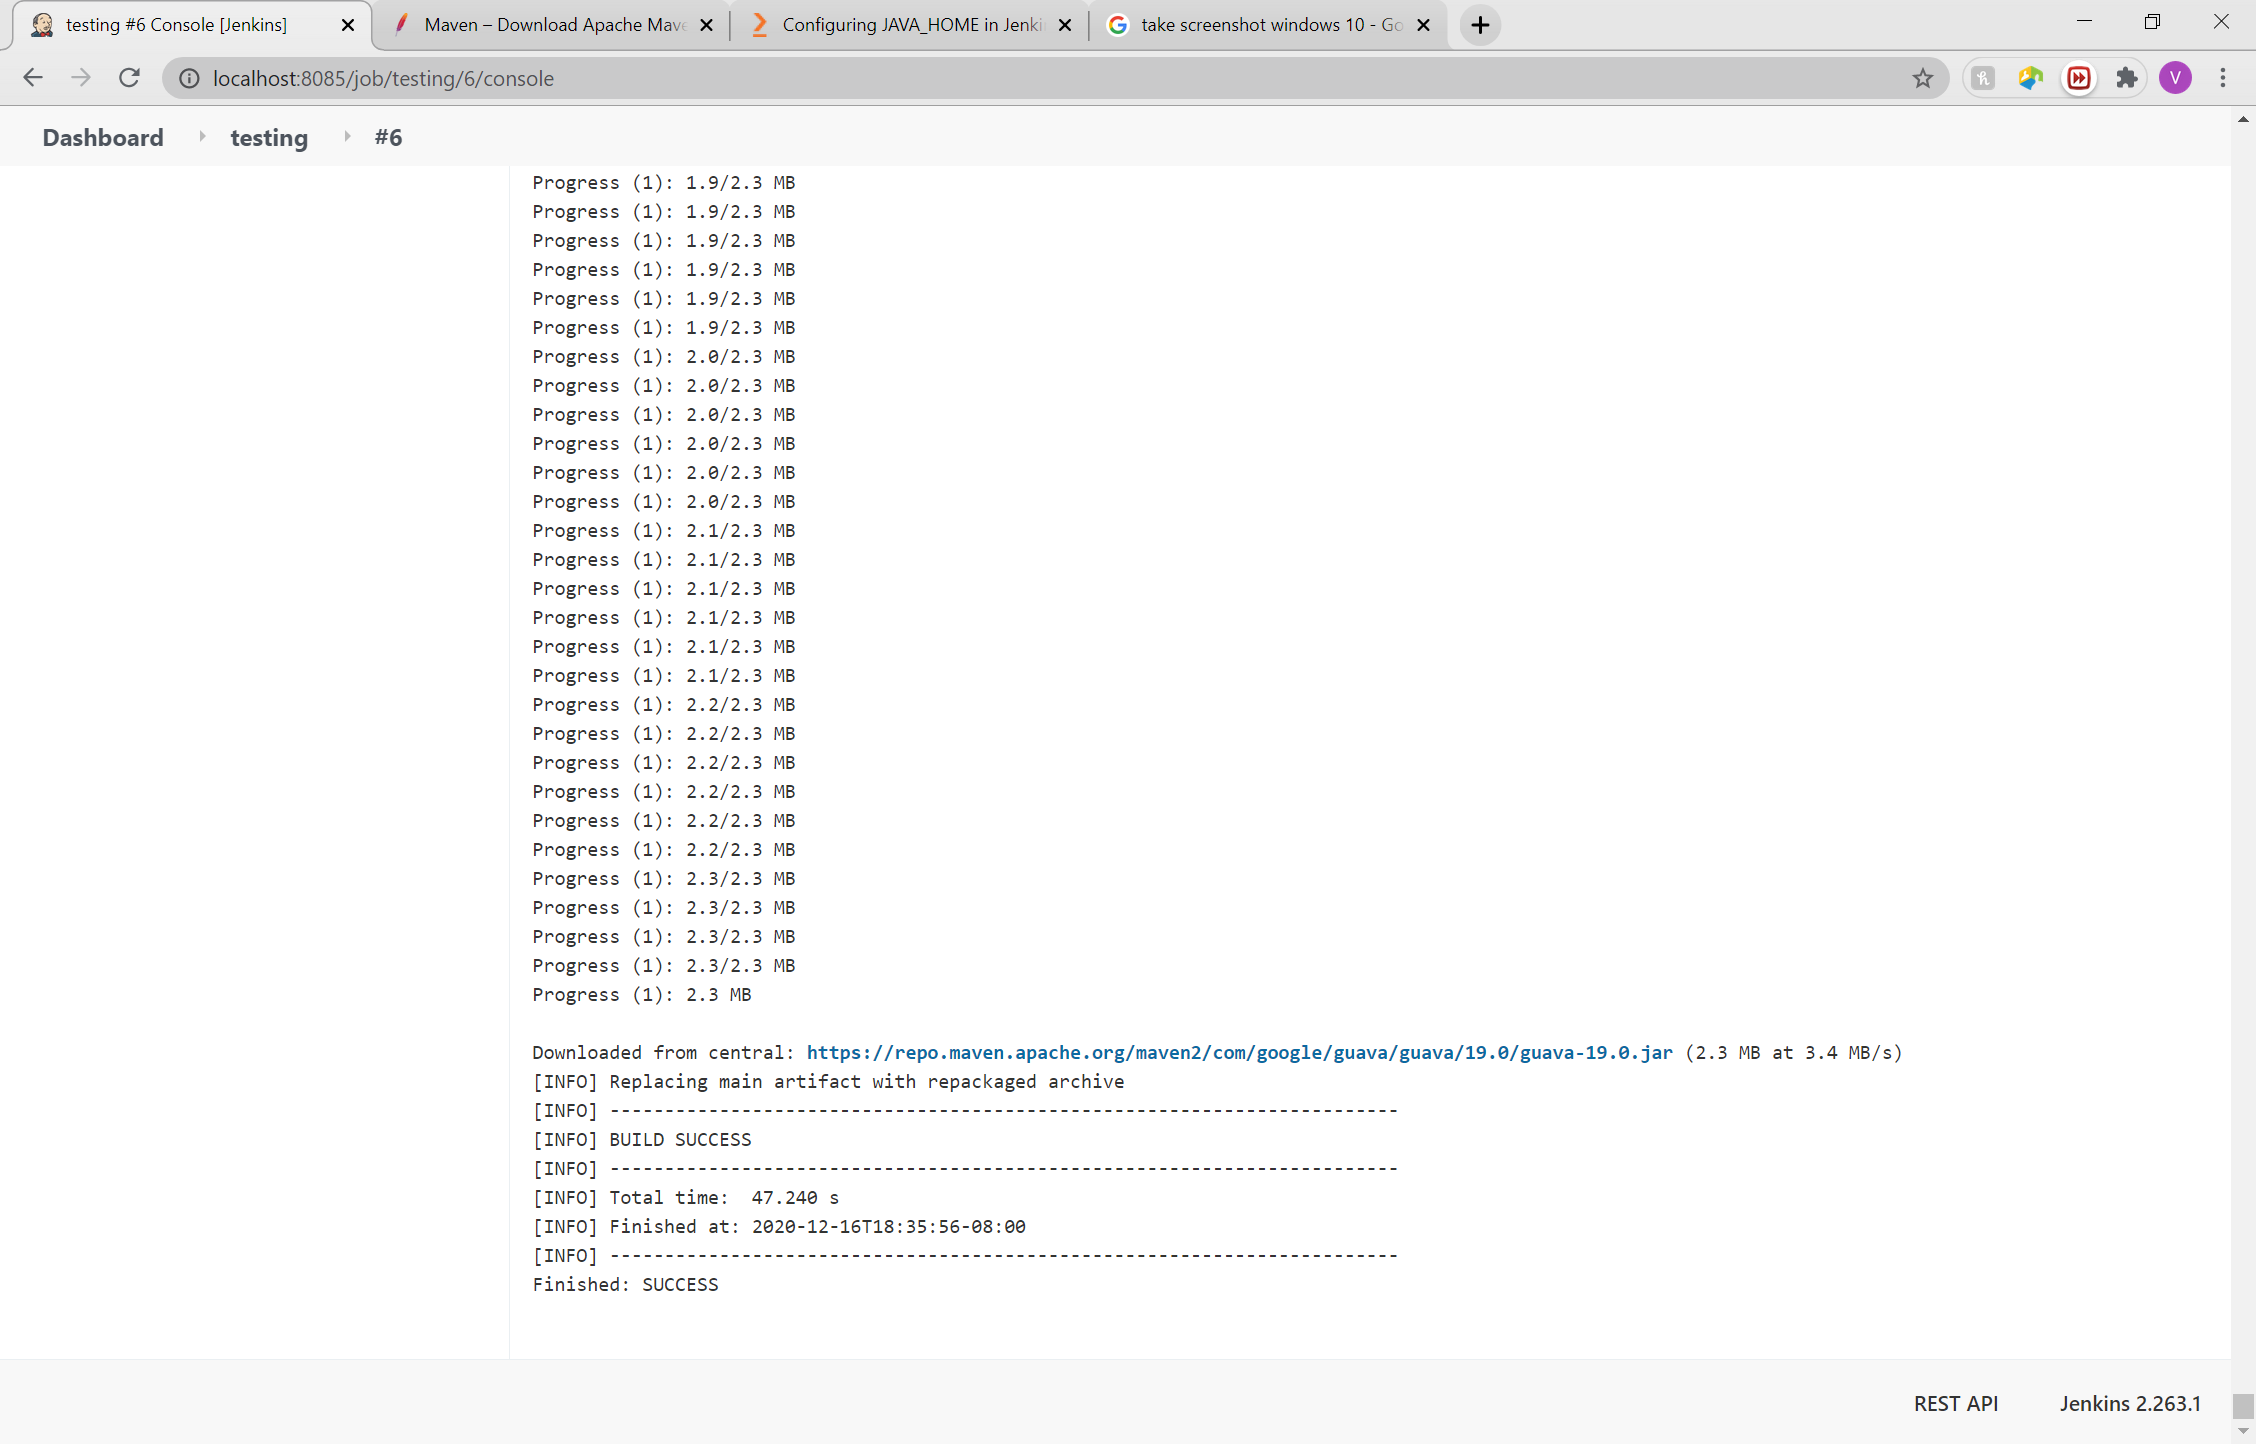 testing #6 Console [Jenkins]
Maven – Download Apache Mave
Configuring JAVA_HOME in Jenki
take screenshot windows 10 - Go
localhost:8085/job/testing/6/console
V
Dashboard
testing
#6
Progress (1): 1.9/2.3 MB
Progress (1): 1.9/2.3 MB
Progress (1): 1.9/2.3 MB
Progress (1): 1.9/2.3 MB
Progress (1): 1.9/2.3 MB
Progress (1): 1.9/2.3 MB
Progress (1): 2.0/2.3 MB
Progress (1): 2.0/2.3 MB
Progress (1): 2.0/2.3 MB
Progress (1): 2.0/2.3 MB
Progress (1): 2.0/2.3 MB
Progress (1): 2.0/2.3 MB
Progress (1): 2.1/2.3 MB
Progress (1): 2.1/2.3 MB
Progress (1): 2.1/2.3 MB
Progress (1): 2.1/2.3 MB
Progress (1): 2.1/2.3 MB
Progress (1): 2.1/2.3 MB
Progress (1): 2.2/2.3 MB
Progress (1): 2.2/2.3 MB
Progress (1): 2.2/2.3 MB
Progress (1): 2.2/2.3 MB
Progress (1): 2.2/2.3 MB
Progress (1): 2.2/2.3 MB
Progress (1): 2.3/2.3 MB
Progress (1): 2.3/2.3 MB
Progress (1): 2.3/2.3 MB
Progress (1): 2.3/2.3 MB
Progress (1): 2.3 MB
Downloaded from central: https://repo.maven.apache.org/maven2/com/google/guava/guava/19.0/guava-19.0.jar (2.3 MB at 3.4 MB/s)
[INFO] Replacing main artifact with repackaged archive
[INFO] ------------------------------------------------------------------------
[INFO] BUILD SUCCESS
[INFO] ------------------------------------------------------------------------
[INFO] Total time:  47.240 s
[INFO] Finished at: 2020-12-16T18:35:56-08:00
[INFO] ------------------------------------------------------------------------
Finished: SUCCESS
REST API
Jenkins 2.263.1